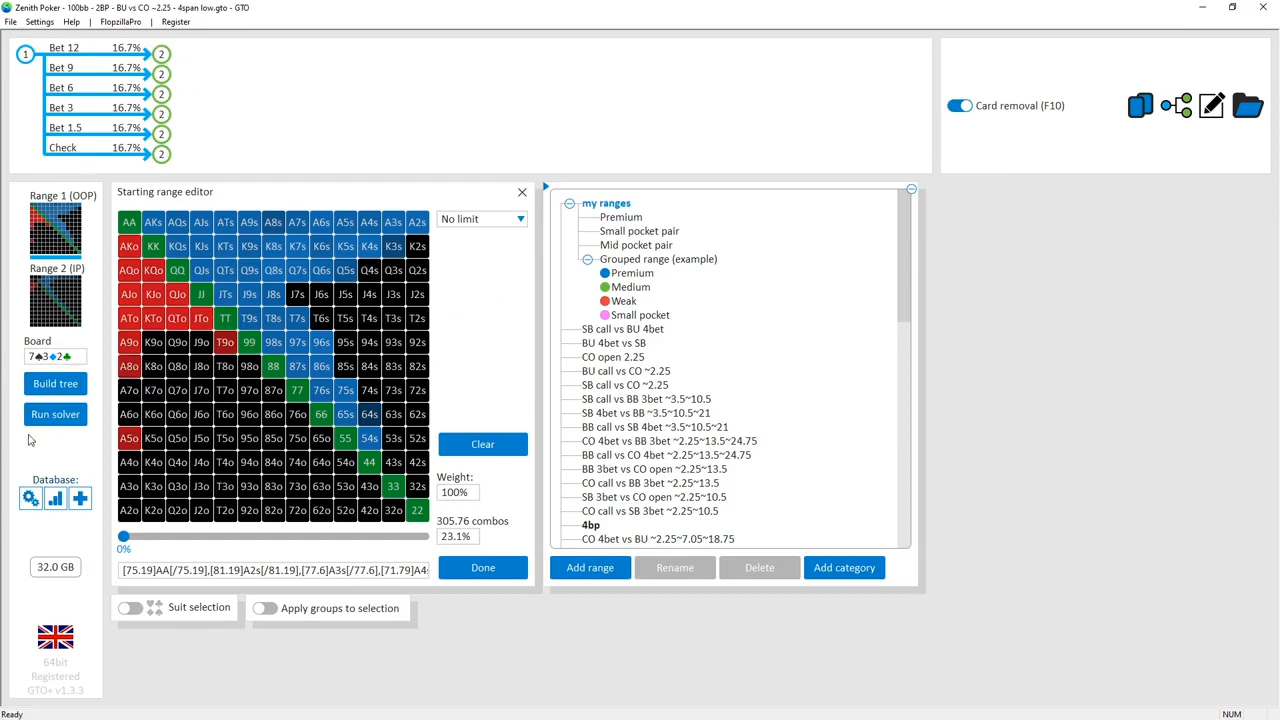 Zenith Poker - 100bb - 2BP - BU vs CO ~2.25 - 4span low.gto - GTO
File Settings Help FlopzillaPro Register
1
Bet 12 16.7% 2
Bet 9 16.7% 2
Bet 6 16.7% 2
Bet 3 16.7% 2
Bet 1.5 16.7% 2
Check 16.7% 2
Card removal (F10)
Range 1 (OOP)
Range 2 (IP)
Board
7♠3♦2♣
Build tree
Run solver
Database:
32.0 GB
64bit
Registered
GTO+ v1.3.3
Starting range editor
No limit
AA AKs AQs AJs ATs A9s A8s A7s A6s A5s A4s A3s A2s
AKo KK KQs KJs KTs K9s K8s K7s K6s K5s K4s K3s K2s
AQo KQo QQ QJs QTs Q9s Q8s Q7s Q6s Q5s Q4s Q3s Q2s
AJo KJo QJo JJ JTs J9s J8s J7s J6s J5s J4s J3s J2s
ATo KTo QTo JTo TT T9s T8s T7s T6s T5s T4s T3s T2s
A9o K9o Q9o J9o T9o 99 98s 97s 96s 95s 94s 93s 92s
A8o K8o Q8o J8o T8o 98o 88 87s 86s 85s 84s 83s 82s
A7o K7o Q7o J7o T7o 97o 87o 77 76s 75s 74s 73s 72s
A6o K6o Q6o J6o T6o 96o 86o 76o 66 65s 64s 63s 62s
A5o K5o Q5o J5o T5o 95o 85o 75o 65o 55 54s 53s 52s
A4o K4o Q4o J4o T4o 94o 84o 74o 64o 54o 44 43s 42s
A3o K3o Q3o J3o T3o 93o 83o 73o 63o 53o 43o 33 32s
A2o K2o Q2o J2o T2o 92o 82o 72o 62o 52o 42o 32o 22
Clear
Weight:
100%
305.76 combos
23.1%
0%
[75.19]AA[/75.19],[81.19]A2s[/81.19],[77.6]A3s[/77.6],[71.79]A4s
Done
Suit selection
Apply groups to selection
my ranges
Premium
Small pocket pair
Mid pocket pair
Grouped range (example)
Premium
Medium
Weak
Small pocket
SB call vs BU 4bet
BU 4bet vs SB
CO open 2.25
BU call vs CO ~2.25
SB call vs CO ~2.25
SB call vs BB 3bet ~3.5~10.5
SB 4bet vs BB ~3.5~10.5~21
BB call vs SB ~3.5~10.5~21
CO 4bet vs BB 3bet ~2.25~13.5~24.75
BB call vs CO 4bet ~2.25~13.5~24.75
BB 3bet vs CO open ~2.25~13.5
CO call vs BB 3bet ~2.25~13.5
SB 3bet vs CO open ~2.25~10.5
CO call vs SB 3bet ~2.25~10.5
4bp
CO 4bet vs BU ~2.25~7.05~18.75
Add range Rename Delete Add category
Ready
NUM